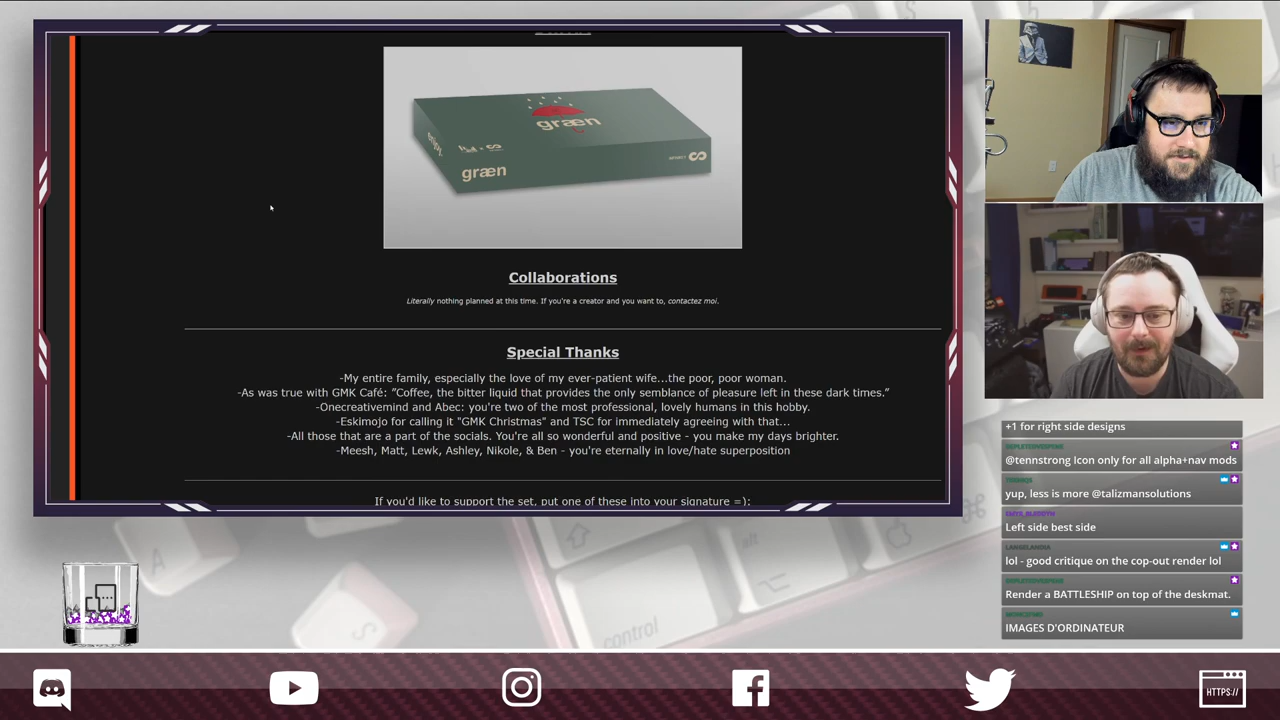 græn
enjoy.
græn
Collaborations
Literally nothing planned at this time. If you're a creator and you want to, contactez moi.
Special Thanks
-My entire family, especially the love of my ever-patient wife...the poor, poor woman.
-As was true with GMK Café: ”Coffee, the bitter liquid that provides the only semblance of pleasure left in these dark times.”
-Onecreativemind and Abec: you're two of the most professional, lovely humans in this hobby.
-Eskimojo for calling it "GMK Christmas" and TSC for immediately agreeing with that...
-All those that are a part of the socials. You're all so wonderful and positive - you make my days brighter.
-Meesh, Matt, Lewk, Ashley, Nikole, & Ben - you're eternally in love/hate superposition
If you'd like to support the set, put one of these into your signature =):
+1 for right side designs
@tennstrong Icon only for all alpha+nav mods
yup, less is more @talizmansolutions
Left side best side
lol - good critique on the cop-out render lol
Render a BATTLESHIP on top of the deskmat.
IMAGES D'ORDINATEUR
A
control
HTTP://